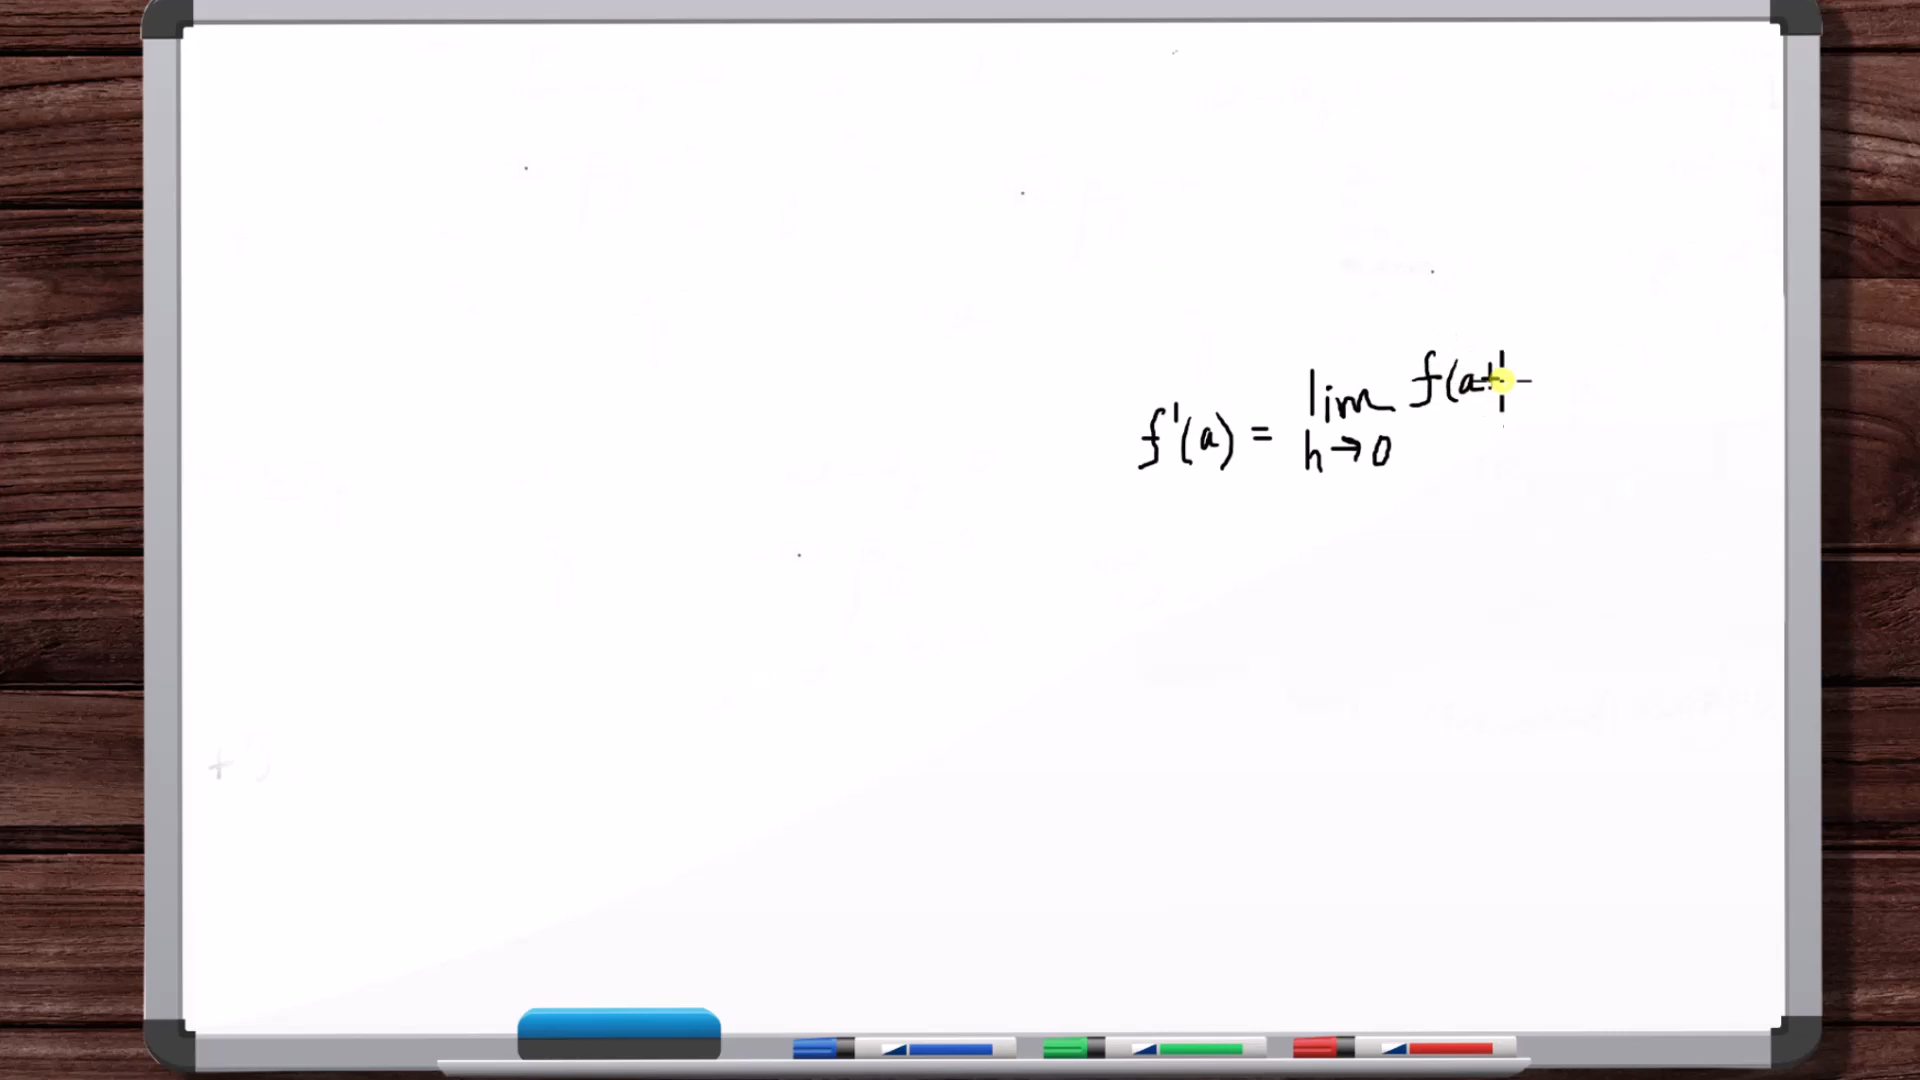 f'(a) = lim f(a+
h→0